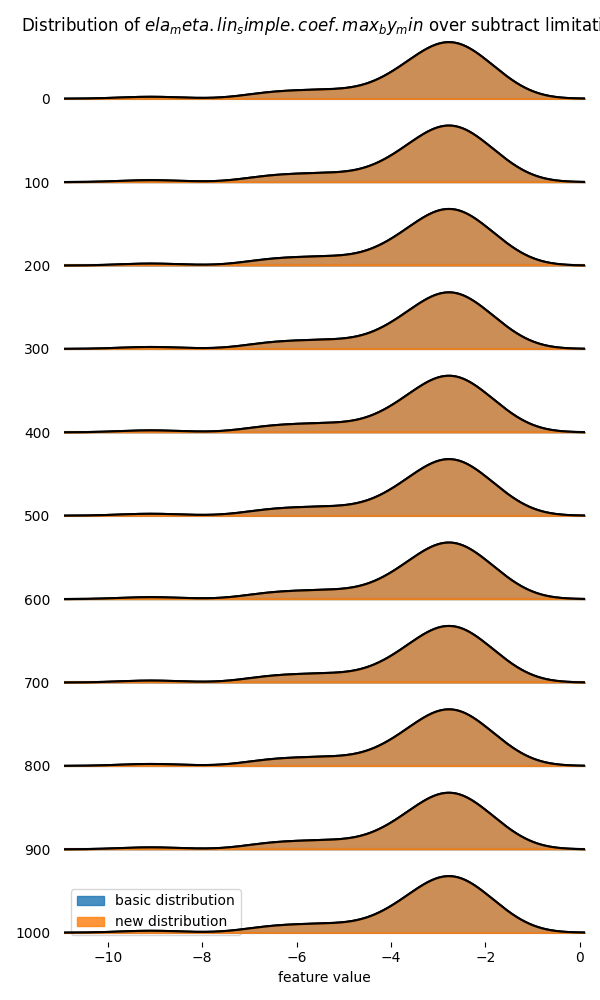 Distribution of ela_meta.lin_simple.coef.max_by_min over subtract limitati
0
100
200
300
400
500
600
700
800
900
basic distribution
new distribution
1000
−10 −8 −6 −4 −2 0
feature value